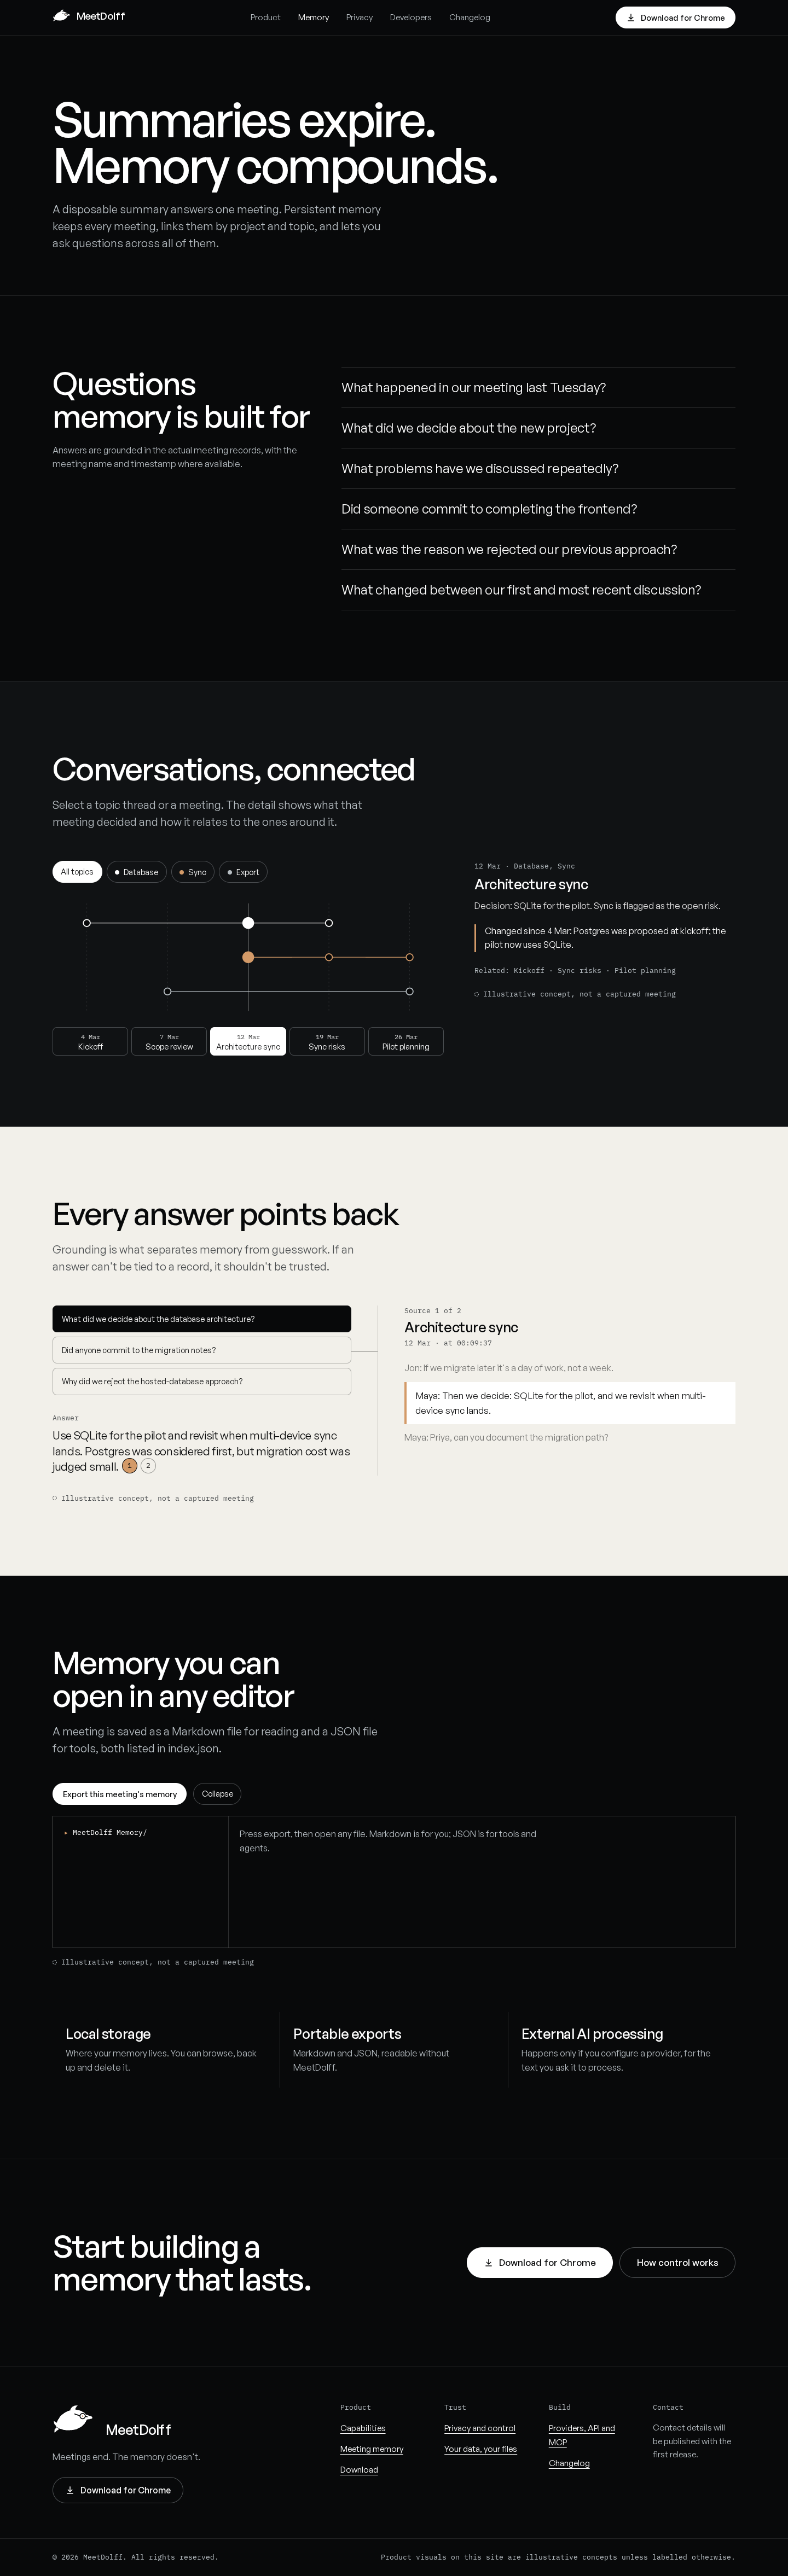 MeetDolff
Product
Memory
Privacy
Developers
Changelog
Download for Chrome
Summaries expire.
Memory compounds.
A disposable summary answers one meeting. Persistent memory
keeps every meeting, links them by project and topic, and lets you
ask questions across all of them.
Questions
memory is built for
Answers are grounded in the actual meeting records, with the
meeting name and timestamp where available.
What happened in our meeting last Tuesday?
What did we decide about the new project?
What problems have we discussed repeatedly?
Did someone commit to completing the frontend?
What was the reason we rejected our previous approach?
What changed between our first and most recent discussion?
Conversations, connected
Select a topic thread or a meeting. The detail shows what that
meeting decided and how it relates to the ones around it.
All topics
Database
Sync
Export
4 Mar
Kickoff
7 Mar
Scope review
12 Mar
Architecture sync
19 Mar
Sync risks
26 Mar
Pilot planning
12 Mar · Database, Sync
Architecture sync
Decision: SQLite for the pilot. Sync is flagged as the open risk.
Changed since 4 Mar: Postgres was proposed at kickoff; the
pilot now uses SQLite.
Related: Kickoff · Sync risks · Pilot planning
Illustrative concept, not a captured meeting
Every answer points back
Grounding is what separates memory from guesswork. If an
answer can't be tied to a record, it shouldn't be trusted.
What did we decide about the database architecture?
Did anyone commit to the migration notes?
Why did we reject the hosted-database approach?
Answer
Use SQLite for the pilot and revisit when multi-device sync
lands. Postgres was considered first, but migration cost was
judged small. 1 2
Illustrative concept, not a captured meeting
Source 1 of 2
Architecture sync
12 Mar · at 00:09:37
Jon: If we migrate later it's a day of work, not a week.
Maya: Then we decide: SQLite for the pilot, and we revisit when multi-
device sync lands.
Maya: Priya, can you document the migration path?
Memory you can
open in any editor
A meeting is saved as a Markdown file for reading and a JSON file
for tools, both listed in index.json.
Export this meeting's memory
Collapse
▸ MeetDolff Memory/
Press export, then open any file. Markdown is for you; JSON is for tools and
agents.
Illustrative concept, not a captured meeting
Local storage
Where your memory lives. You can browse, back
up and delete it.
Portable exports
Markdown and JSON, readable without
MeetDolff.
External AI processing
Happens only if you configure a provider, for the
text you ask it to process.
Start building a
memory that lasts.
Download for Chrome
How control works
MeetDolff
Meetings end. The memory doesn't.
Download for Chrome
Product
Capabilities
Meeting memory
Download
Trust
Privacy and control
Your data, your files
Build
Providers, API and
MCP
Changelog
Contact
Contact details will
be published with the
first release.
© 2026 MeetDolff. All rights reserved.
Product visuals on this site are illustrative concepts unless labelled otherwise.